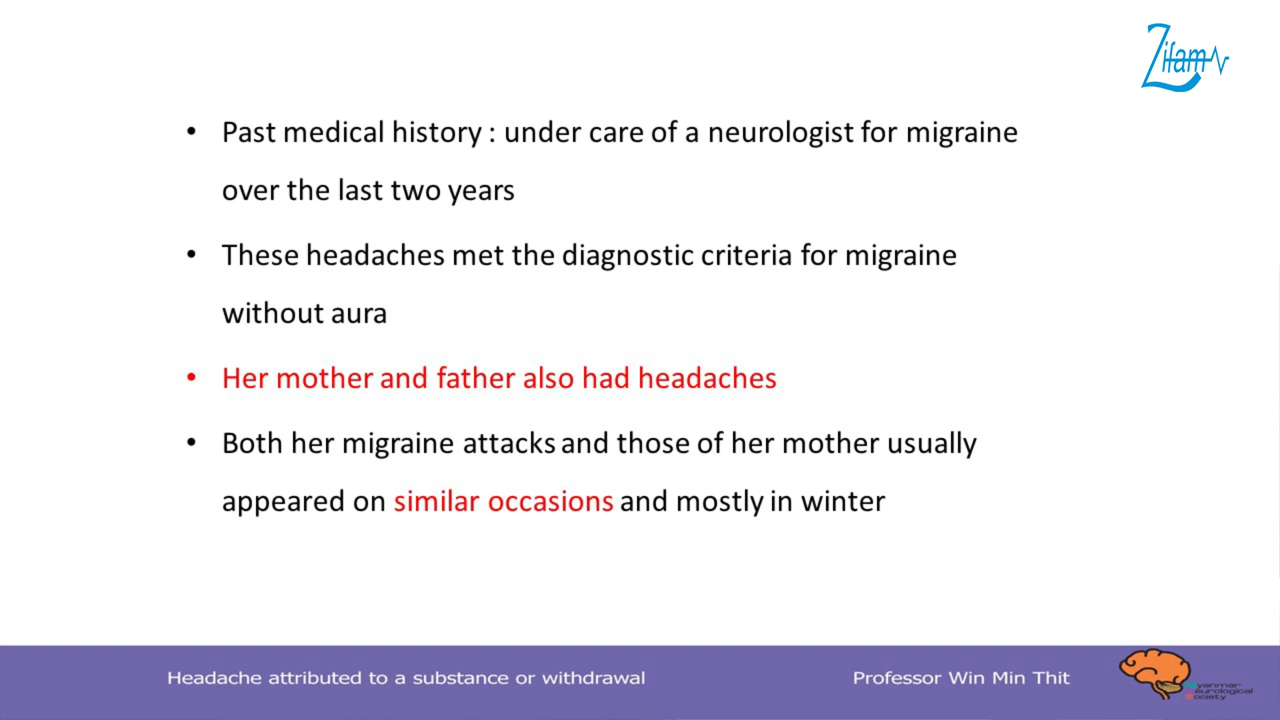 Zifam
• Past medical history : under care of a neurologist for migraine
over the last two years
• These headaches met the diagnostic criteria for migraine
without aura
• Her mother and father also had headaches
• Both her migraine attacks and those of her mother usually
appeared on similar occasions and mostly in winter
Headache attributed to a substance or withdrawal
Professor Win Min Thit
Myanmar
Neurological
Society